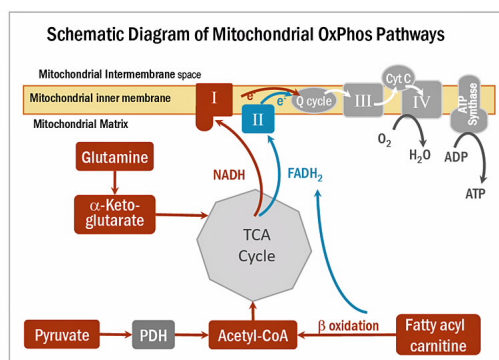 Schematic Diagram of Mitochondrial OxPhos Pathways
Mitochondrial Intermembrane space
Cyt C
Mitochondrial inner membrane
I
e⁻
e⁻
Q cycle
III
IV
ATP Synthase
Mitochondrial Matrix
II
O₂
H₂O
ADP
ATP
Glutamine
NADH
FADH₂
α-Keto-
glutarate
TCA
Cycle
Pyruvate
PDH
Acetyl-CoA
β oxidation
Fatty acyl
carnitine